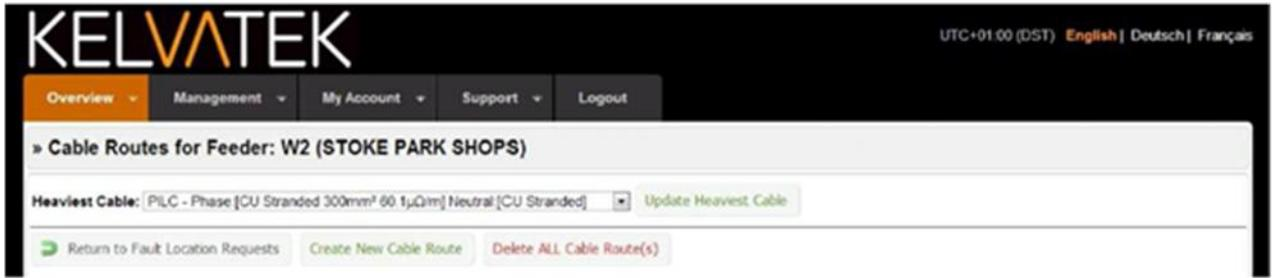 KELVATEK
UTC+01:00 (DST) English | Deutsch | Français
Overview Management My Account Support Logout
» Cable Routes for Feeder: W2 (STOKE PARK SHOPS)
Heaviest Cable: PILC - Phase [CU Stranded 300mm² 60.1µΩ/m] Neutral [CU Stranded] Update Heaviest Cable
Return to Fault Location Requests Create New Cable Route Delete ALL Cable Route(s)